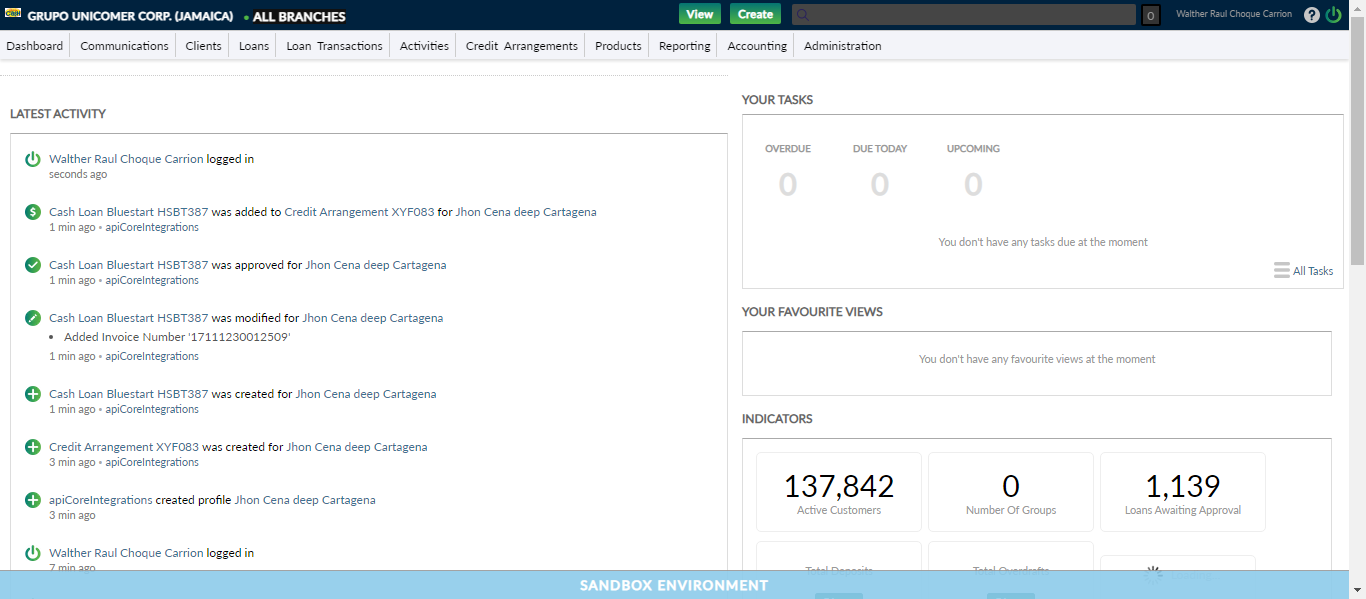 GRUPO UNICOMER CORP. (JAMAICA) • ALL BRANCHES View Create 0 Walther Raul Choque Carrion ?
Dashboard Communications Clients Loans Loan Transactions Activities Credit Arrangements Products Reporting Accounting Administration
LATEST ACTIVITY
Walther Raul Choque Carrion logged in
seconds ago
Cash Loan Bluestart HSBT387 was added to Credit Arrangement XYF083 for Jhon Cena deep Cartagena
1 min ago • apiCoreIntegrations
Cash Loan Bluestart HSBT387 was approved for Jhon Cena deep Cartagena
1 min ago • apiCoreIntegrations
Cash Loan Bluestart HSBT387 was modified for Jhon Cena deep Cartagena
• Added Invoice Number '17111230012509'
1 min ago • apiCoreIntegrations
Cash Loan Bluestart HSBT387 was created for Jhon Cena deep Cartagena
1 min ago • apiCoreIntegrations
Credit Arrangement XYF083 was created for Jhon Cena deep Cartagena
3 min ago • apiCoreIntegrations
apiCoreIntegrations created profile Jhon Cena deep Cartagena
3 min ago
Walther Raul Choque Carrion logged in
7 min ago
YOUR TASKS
OVERDUE DUE TODAY UPCOMING
0 0 0
You don't have any tasks due at the moment
All Tasks
YOUR FAVOURITE VIEWS
You don't have any favourite views at the moment
INDICATORS
137,842 0 1,139
Active Customers Number Of Groups Loans Awaiting Approval
Total Deposits Total Overdrafts
SANDBOX ENVIRONMENT